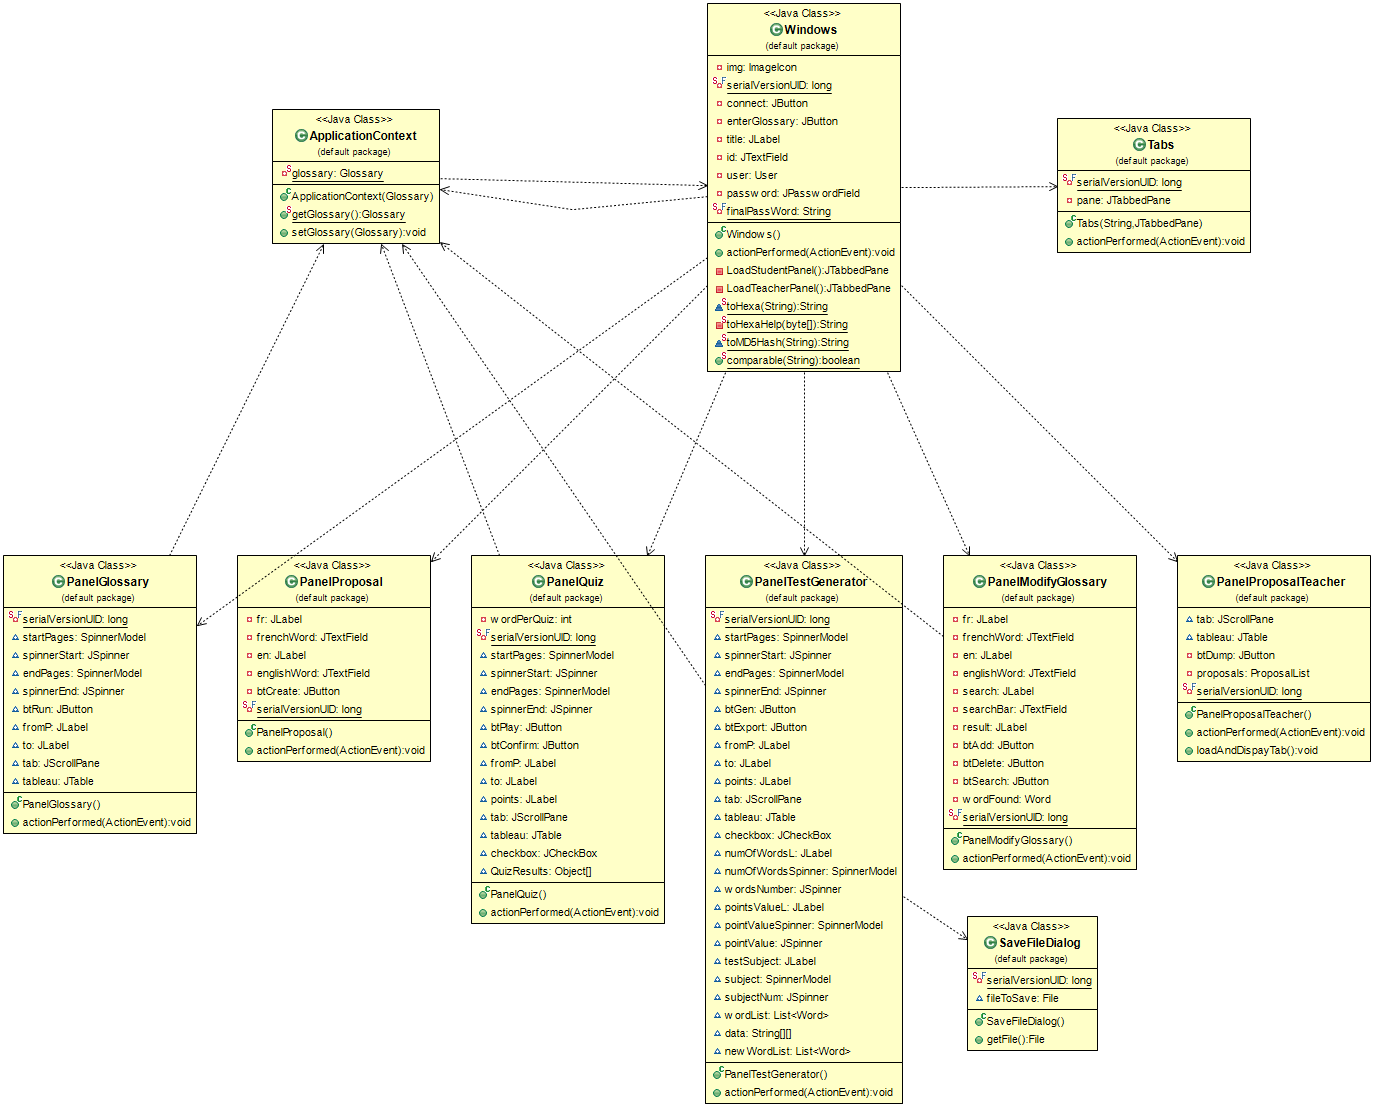 <<Java Class>>
Windows
(default package)
img: ImageIcon
serialVersionUID: long
connect: JButton
enterGlossary: JButton
title: JLabel
id: JTextField
user: User
password: JPasswordField
finalPassWord: String
Windows()
actionPerformed(ActionEvent):void
LoadStudentPanel():JTabbedPane
LoadTeacherPanel():JTabbedPane
toHexa(String):String
toHexaHelp(byte[]):String
toMD5Hash(String):String
comparable(String):boolean
<<Java Class>>
ApplicationContext
(default package)
glossary: Glossary
ApplicationContext(Glossary)
getGlossary():Glossary
setGlossary(Glossary):void
<<Java Class>>
Tabs
(default package)
serialVersionUID: long
pane: JTabbedPane
Tabs(String,JTabbedPane)
actionPerformed(ActionEvent):void
<<Java Class>>
PanelGlossary
(default package)
serialVersionUID: long
startPages: SpinnerModel
spinnerStart: JSpinner
endPages: SpinnerModel
spinnerEnd: JSpinner
btRun: JButton
fromP: JLabel
to: JLabel
tab: JScrollPane
tableau: JTable
PanelGlossary()
actionPerformed(ActionEvent):void
<<Java Class>>
PanelProposal
(default package)
fr: JLabel
frenchWord: JTextField
en: JLabel
englishWord: JTextField
btCreate: JButton
serialVersionUID: long
PanelProposal()
actionPerformed(ActionEvent):void
<<Java Class>>
PanelQuiz
(default package)
wordPerQuiz: int
serialVersionUID: long
startPages: SpinnerModel
spinnerStart: JSpinner
endPages: SpinnerModel
spinnerEnd: JSpinner
btPlay: JButton
btConfirm: JButton
fromP: JLabel
to: JLabel
points: JLabel
tab: JScrollPane
tableau: JTable
checkbox: JCheckBox
QuizResults: Object[]
PanelQuiz()
actionPerformed(ActionEvent):void
<<Java Class>>
PanelTestGenerator
(default package)
serialVersionUID: long
startPages: SpinnerModel
spinnerStart: JSpinner
endPages: SpinnerModel
spinnerEnd: JSpinner
btGen: JButton
btExport: JButton
fromP: JLabel
to: JLabel
points: JLabel
tab: JScrollPane
tableau: JTable
checkbox: JCheckBox
numOfWordsL: JLabel
numOfWordsSpinner: SpinnerModel
wordsNumber: JSpinner
pointsValueL: JLabel
pointValueSpinner: SpinnerModel
pointValue: JSpinner
testSubject: JLabel
subject: SpinnerModel
subjectNum: JSpinner
wordList: List<Word>
data: String[][]
newWordList: List<Word>
PanelTestGenerator()
actionPerformed(ActionEvent):void
<<Java Class>>
PanelModifyGlossary
(default package)
fr: JLabel
frenchWord: JTextField
en: JLabel
englishWord: JTextField
search: JLabel
searchBar: JTextField
result: JLabel
btAdd: JButton
btDelete: JButton
btSearch: JButton
wordFound: Word
serialVersionUID: long
PanelModifyGlossary()
actionPerformed(ActionEvent):void
<<Java Class>>
PanelProposalTeacher
(default package)
tab: JScrollPane
tableau: JTable
btDump: JButton
proposals: ProposalList
serialVersionUID: long
PanelProposalTeacher()
actionPerformed(ActionEvent):void
loadAndDispayTab():void
<<Java Class>>
SaveFileDialog
(default package)
serialVersionUID: long
fileToSave: File
SaveFileDialog()
getFile():File